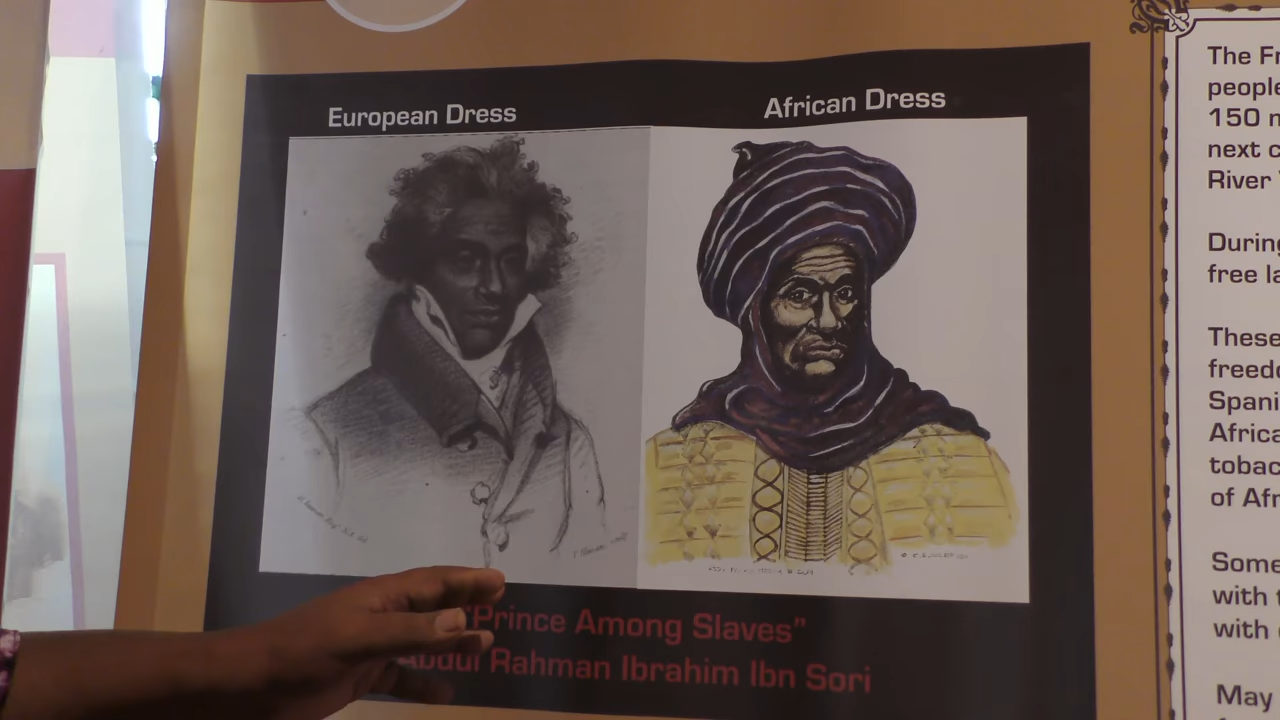 European Dress
African Dress
"Prince Among Slaves"
Abdul Rahman Ibrahim Ibn Sori
The Fr
people
150 n
next c
River
During
free la
These
freedo
Spani
Africa
tobac
of Afr
Some
with t
with
May